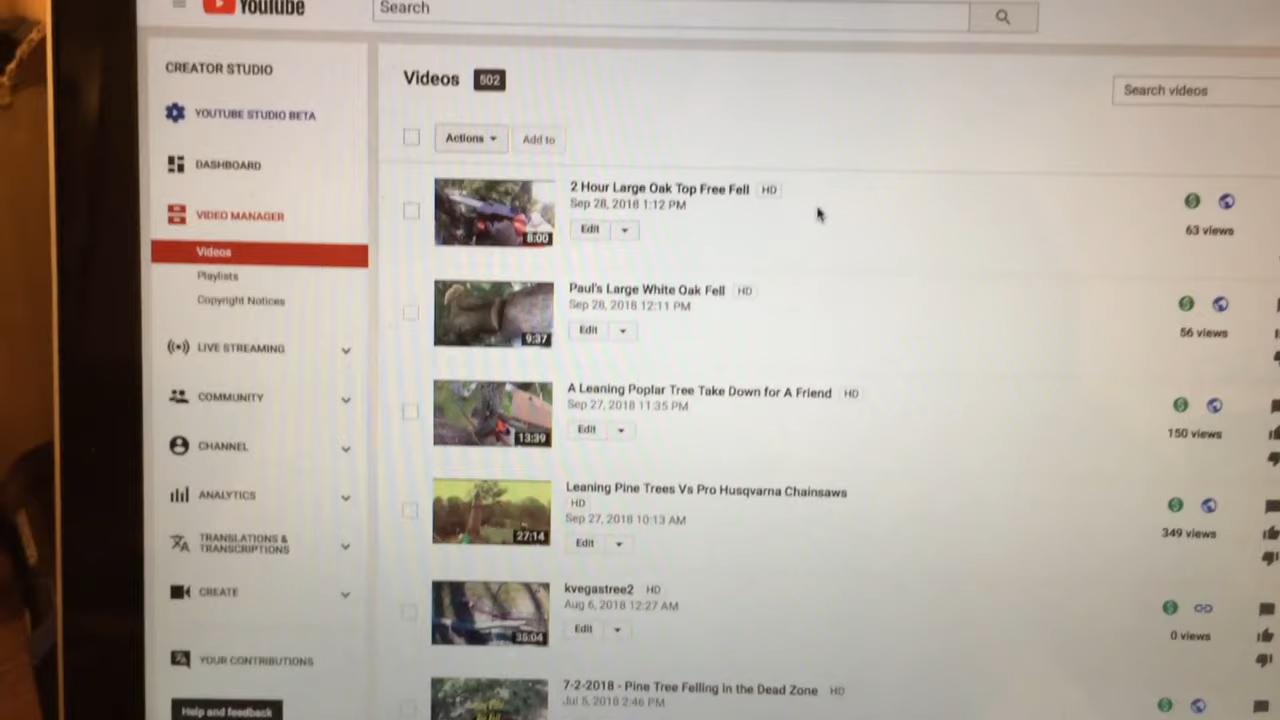 YouTube
Search
CREATOR STUDIO
YOUTUBE STUDIO BETA
DASHBOARD
VIDEO MANAGER
Videos
Playlists
Copyright Notices
LIVE STREAMING
COMMUNITY
CHANNEL
ANALYTICS
TRANSLATIONS &
TRANSCRIPTIONS
CREATE
YOUR CONTRIBUTIONS
Help and feedback
Videos 502
Search videos
Actions Add to
2 Hour Large Oak Top Free Fell HD
Sep 28, 2018 1:12 PM
8:00
Edit
63 views
Paul's Large White Oak Fell HD
Sep 28, 2018 12:11 PM
9:37
Edit
56 views
A Leaning Poplar Tree Take Down for A Friend HD
Sep 27, 2018 11:35 PM
13:39
Edit
150 views
Leaning Pine Trees Vs Pro Husqvarna Chainsaws
HD
Sep 27, 2018 10:13 AM
27:14
Edit
349 views
kvegastree2 HD
Aug 6, 2018 12:27 AM
Edit
0 views
7-2-2018 - Pine Tree Felling In the Dead Zone HD
Jul 5, 2018 2:46 PM